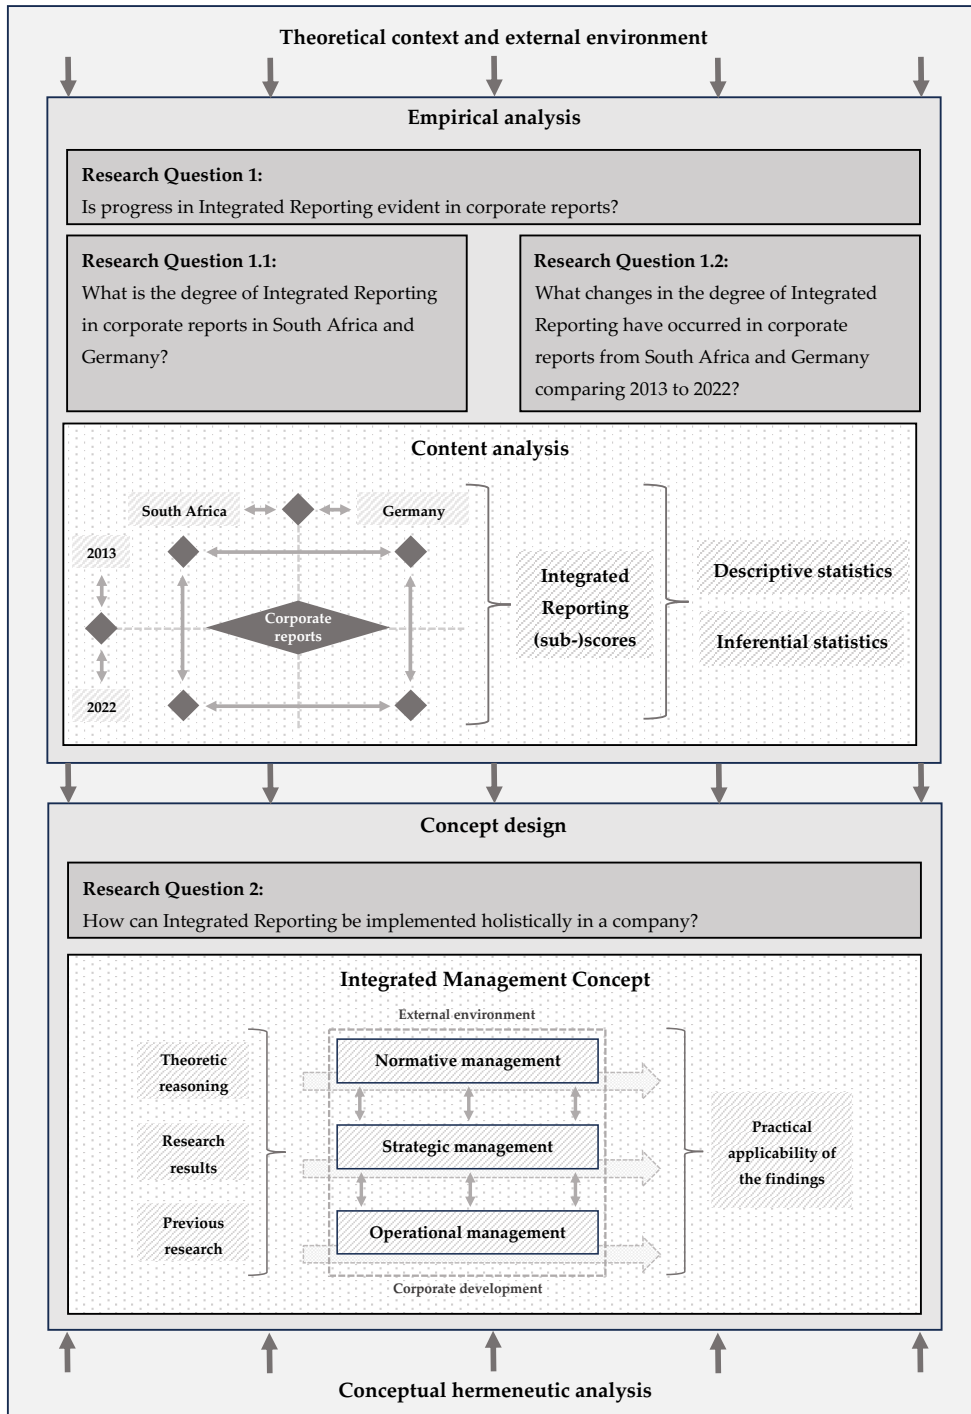 Theoretical context and external environment
Empirical analysis
Research Question 1:
Is progress in Integrated Reporting evident in corporate reports?
Research Question 1.1:
What is the degree of Integrated Reporting
in corporate reports in South Africa and
Germany?
Research Question 1.2:
What changes in the degree of Integrated
Reporting have occurred in corporate
reports from South Africa and Germany
comparing 2013 to 2022?
Content analysis
South Africa
Germany
2013
Corporate
reports
2022
Integrated
Reporting
(sub-)scores
Descriptive statistics
Inferential statistics
Concept design
Research Question 2:
How can Integrated Reporting be implemented holistically in a company?
Integrated Management Concept
External environment
Theoretic
reasoning
Research
results
Previous
research
Normative management
Strategic management
Operational management
Corporate development
Practical
applicability of
the findings
Conceptual hermeneutic analysis